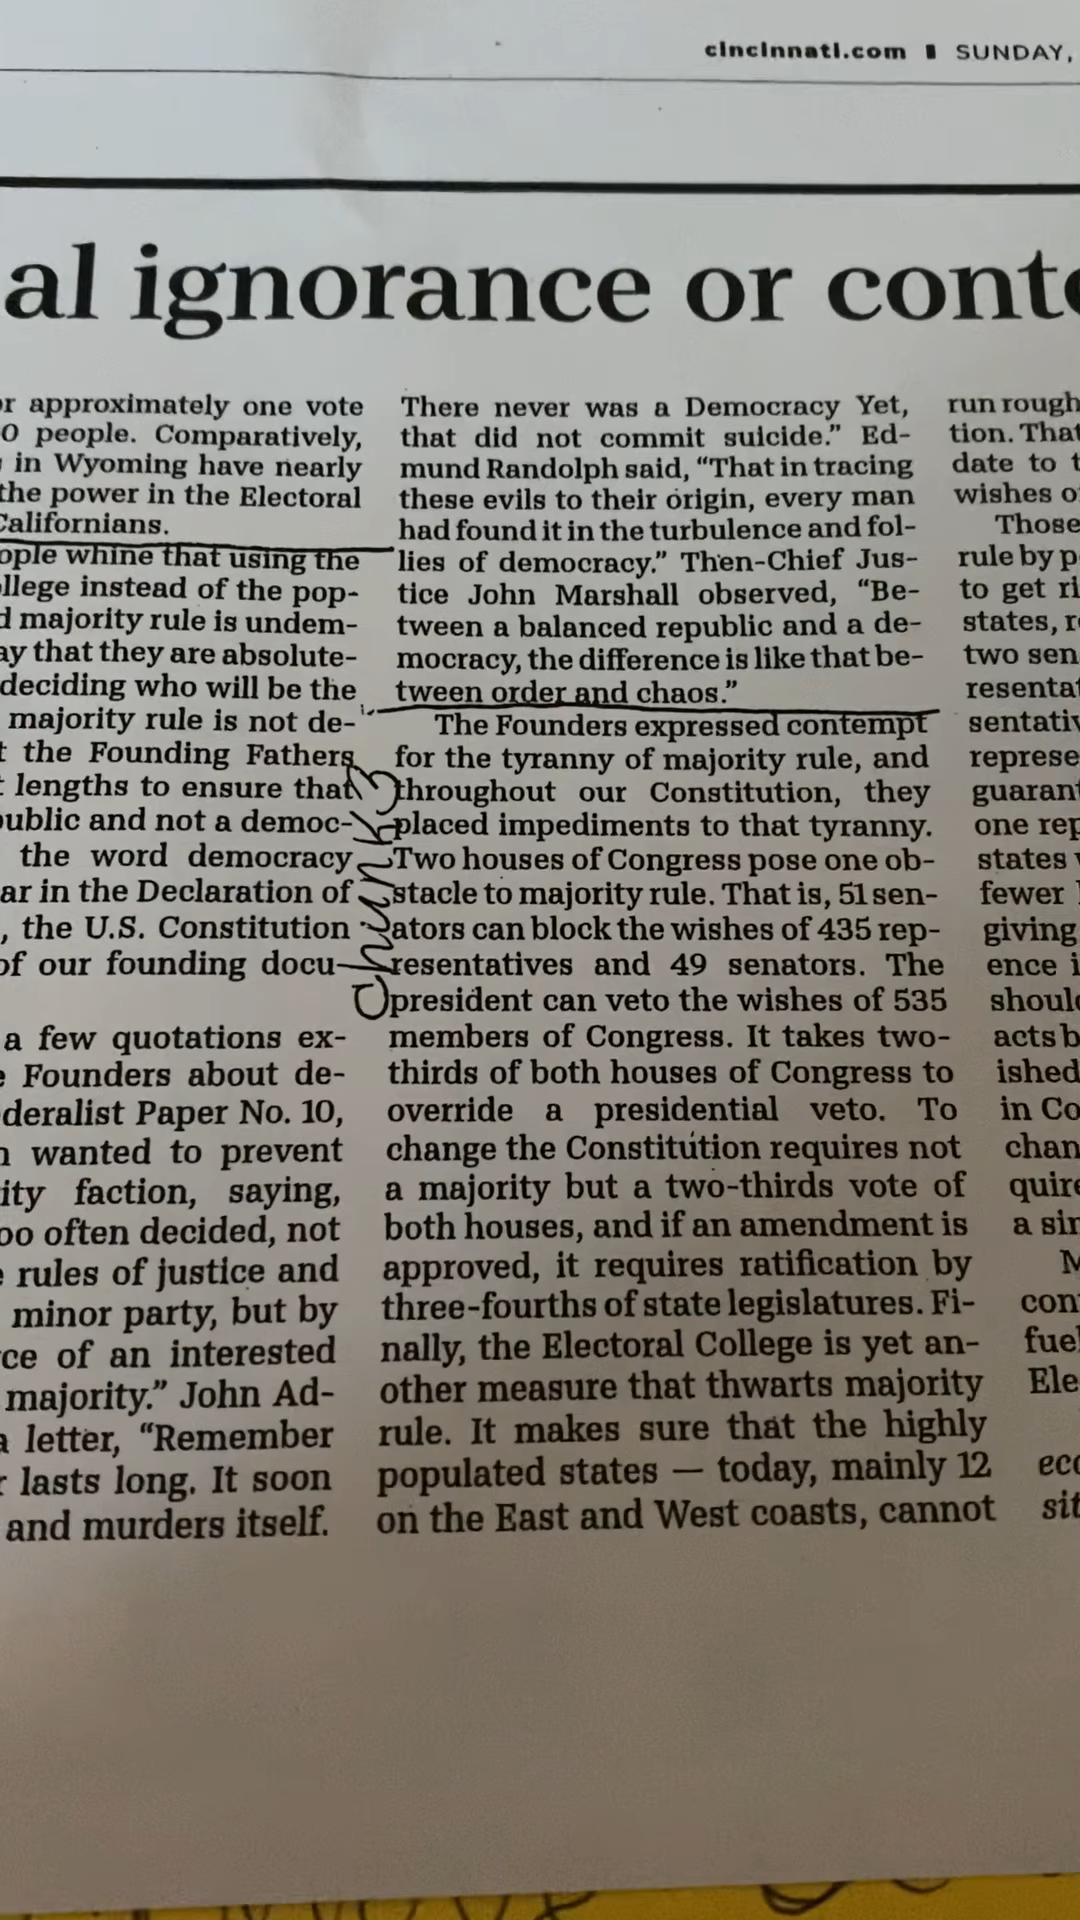 cincinnati.com ▮ SUNDAY,
al ignorance or conte
or approximately one vote
0 people. Comparatively,
in Wyoming have nearly
the power in the Electoral
Californians.
ople whine that using the
llege instead of the pop-
d majority rule is undem-
ay that they are absolute-
deciding who will be the
majority rule is not de-
t the Founding Fathers
t lengths to ensure that
public and not a democ-
the word democracy
ar in the Declaration of
, the U.S. Constitution
of our founding docu-
a few quotations ex-
e Founders about de-
deralist Paper No. 10,
n wanted to prevent
ity faction, saying,
oo often decided, not
e rules of justice and
minor party, but by
ce of an interested
majority.” John Ad-
a letter, “Remember
r lasts long. It soon
and murders itself.
There never was a Democracy Yet,
that did not commit suicide.” Ed-
mund Randolph said, “That in tracing
these evils to their origin, every man
had found it in the turbulence and fol-
lies of democracy.” Then-Chief Jus-
tice John Marshall observed, “Be-
tween a balanced republic and a de-
mocracy, the difference is like that be-
tween order and chaos.”
The Founders expressed contempt
for the tyranny of majority rule, and
throughout our Constitution, they
placed impediments to that tyranny.
Two houses of Congress pose one ob-
stacle to majority rule. That is, 51 sen-
ators can block the wishes of 435 rep-
resentatives and 49 senators. The
president can veto the wishes of 535
members of Congress. It takes two-
thirds of both houses of Congress to
override a presidential veto. To
change the Constitution requires not
a majority but a two-thirds vote of
both houses, and if an amendment is
approved, it requires ratification by
three-fourths of state legislatures. Fi-
nally, the Electoral College is yet an-
other measure that thwarts majority
rule. It makes sure that the highly
populated states — today, mainly 12
on the East and West coasts, cannot
run rough
tion. That
date to t
wishes o
Those
rule by p
to get ri
states, r
two sen
resentat
sentativ
represe
guarant
one rep
states w
fewer
giving
ence i
should
acts b
ished
in Co
chan
quire
a sin
M
con
fuel
Ele
eco
sit